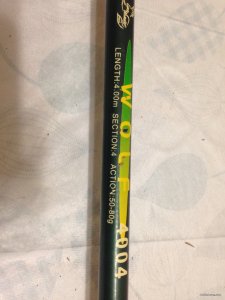 WOLF 4004
LENGTH:4.00m SECTION:4 ACTION:50-80g